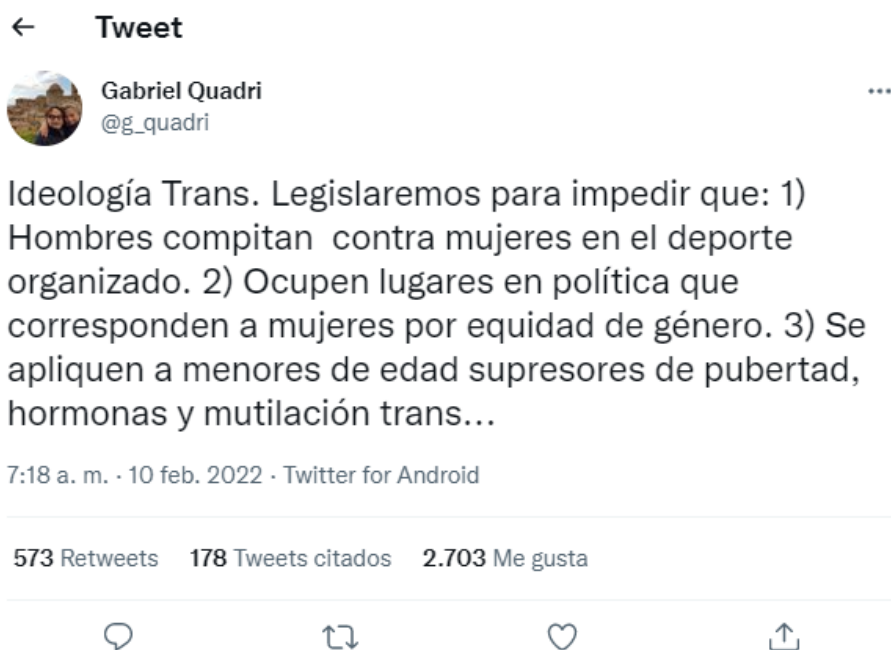 Tweet
Gabriel Quadri
@g_quadri
Ideología Trans. Legislaremos para impedir que: 1)
Hombres compitan  contra mujeres en el deporte
organizado. 2) Ocupen lugares en política que
corresponden a mujeres por equidad de género. 3) Se
apliquen a menores de edad supresores de pubertad,
hormonas y mutilación trans...
7:18 a. m. · 10 feb. 2022 · Twitter for Android
573 Retweets 178 Tweets citados 2.703 Me gusta